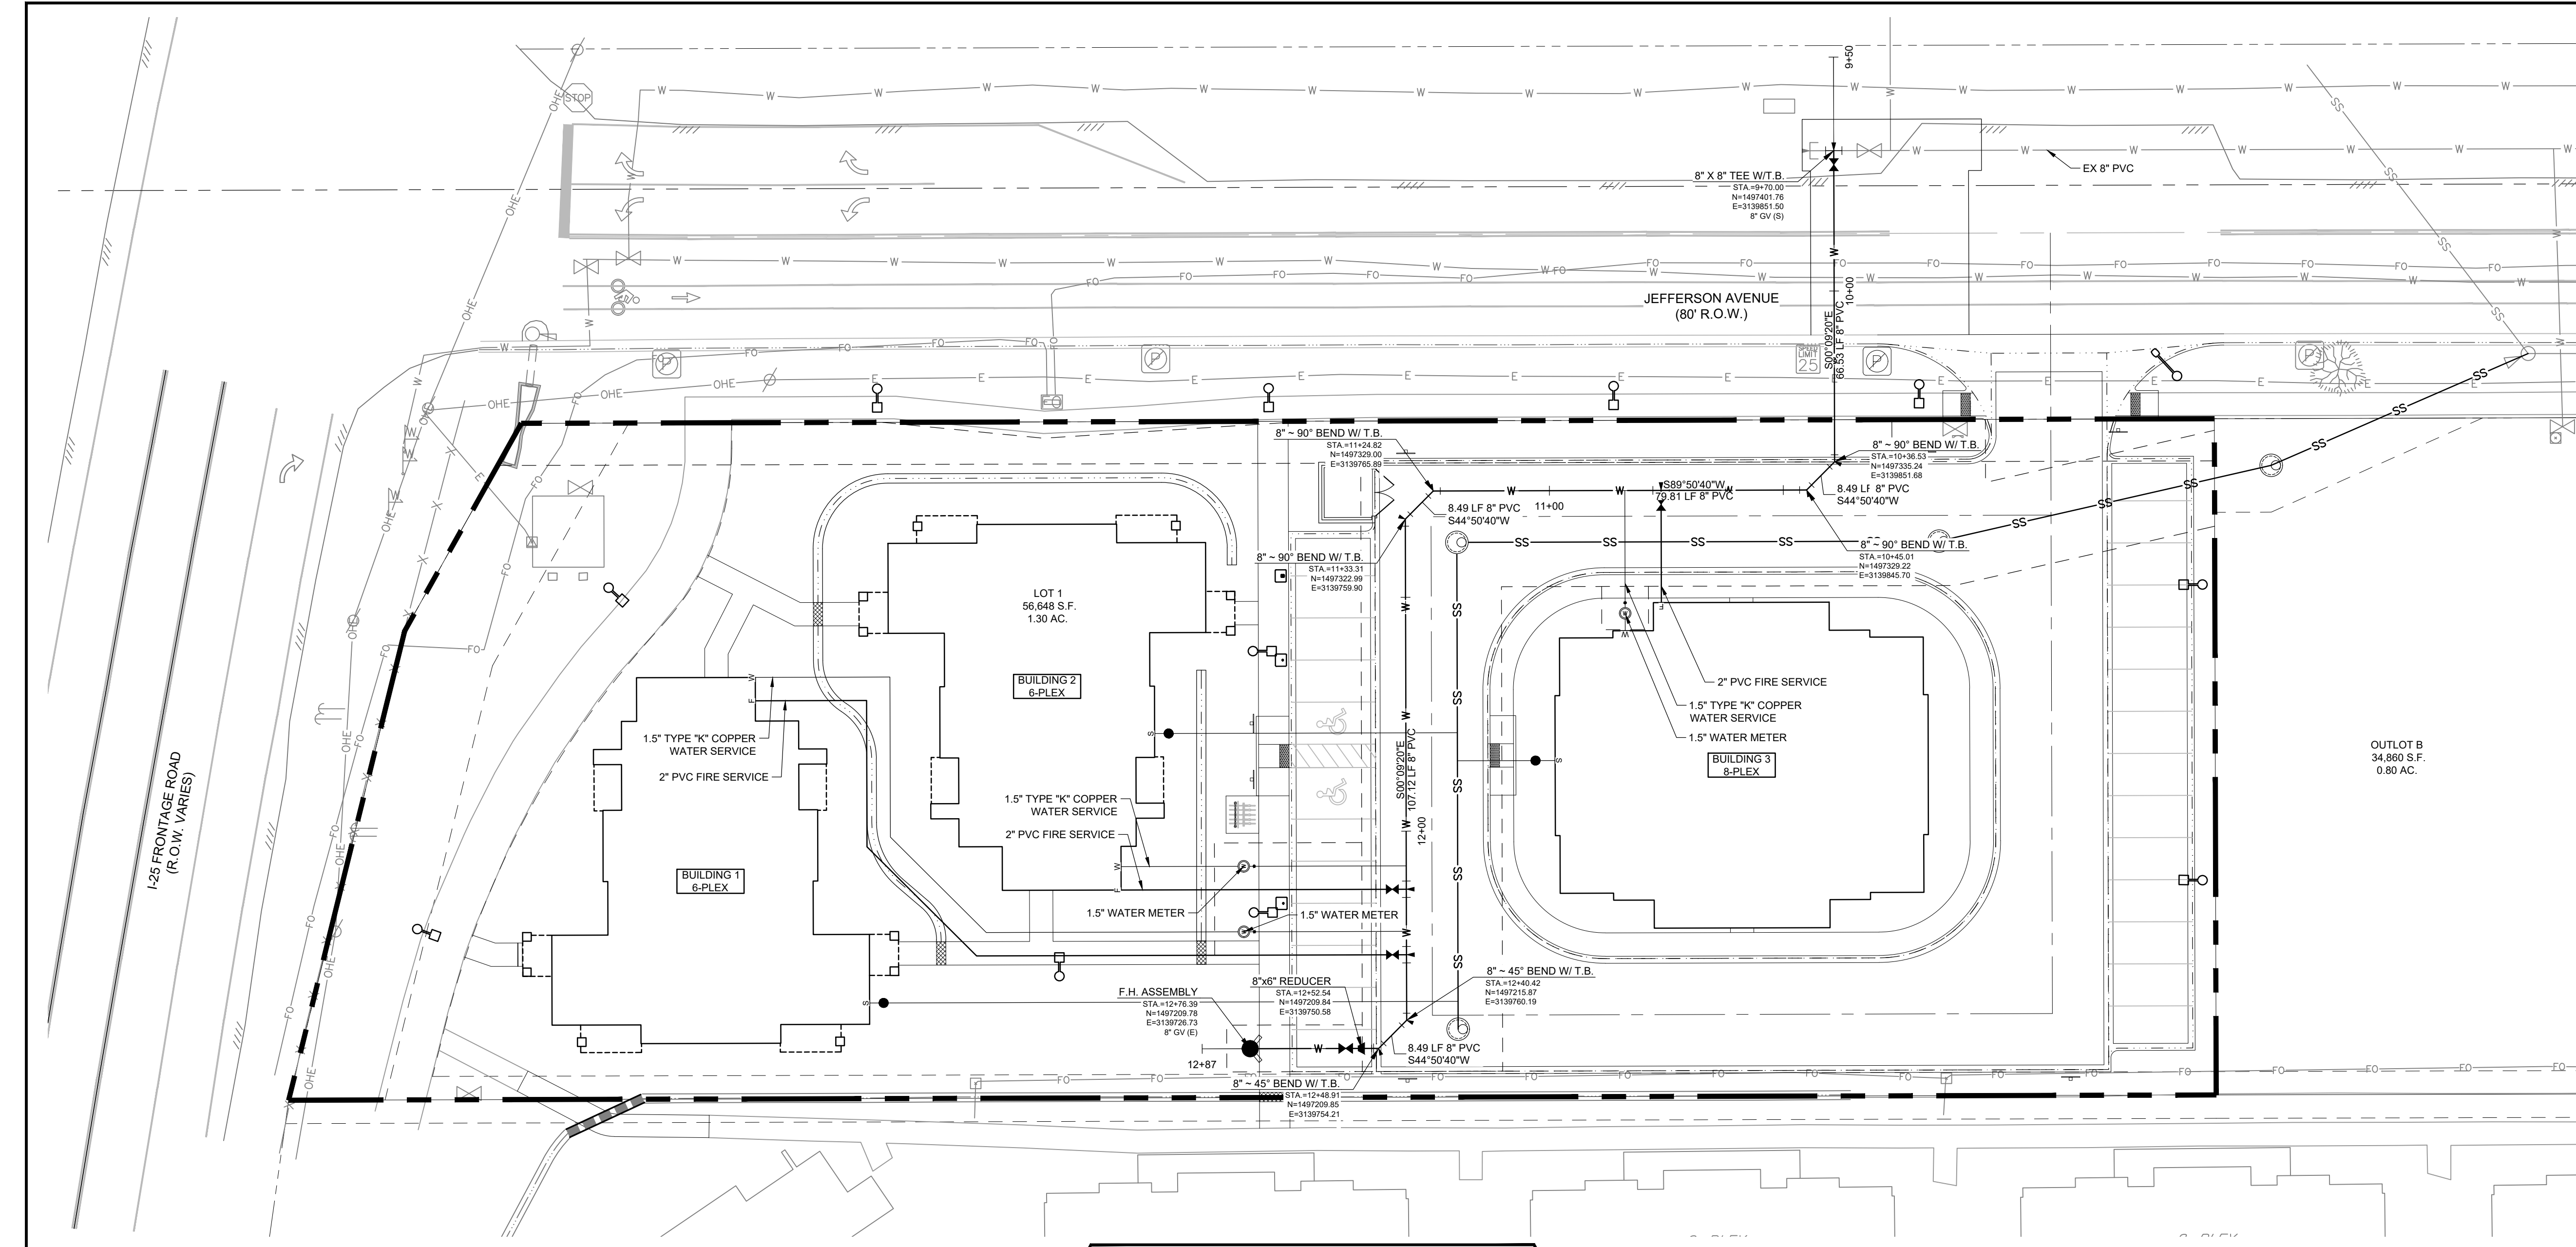 9+50
STOP
EX 8" PVC
8" X 8" TEE W/T.B.
STA.=9+70.00
N=1497401.76
E=3139851.50
8" GV (S)
JEFFERSON AVENUE
(80' R.O.W.)
10+00
S00°09'20"E
66.53 LF 8" PVC
SPEED
LIMIT
25
8" ~ 90° BEND W/ T.B.
STA.=11+24.82
N=1497329.00
E=3139765.89
8" ~ 90° BEND W/ T.B.
STA.=10+36.53
N=1497335.24
E=3139851.68
S89°50'40"W
79.81 LF 8" PVC
8.49 LF 8" PVC
S44°50'40"W
8.49 LF 8" PVC
S44°50'40"W
11+00
8" ~ 90° BEND W/ T.B.
STA.=11+33.31
N=1497322.99
E=3139759.90
8" ~ 90° BEND W/ T.B.
STA.=10+45.01
N=1497329.22
E=3139845.70
LOT 1
56,648 S.F.
1.30 AC.
BUILDING 2
6-PLEX
2" PVC FIRE SERVICE
1.5" TYPE "K" COPPER
WATER SERVICE
1.5" WATER METER
BUILDING 3
8-PLEX
OUTLOT B
34,860 S.F.
0.80 AC.
1.5" TYPE "K" COPPER
WATER SERVICE
2" PVC FIRE SERVICE
S00°09'20"E
107.12 LF 8" PVC
I-25 FRONTAGE ROAD
(R.O.W. VARIES)
1.5" TYPE "K" COPPER
WATER SERVICE
2" PVC FIRE SERVICE
12+00
BUILDING 1
6-PLEX
1.5" WATER METER
1.5" WATER METER
8" ~ 45° BEND W/ T.B.
STA.=12+40.42
N=1497215.87
E=3139760.19
F.H. ASSEMBLY
STA.=12+76.39
N=1497209.78
E=3139726.73
8" GV (E)
8"x6" REDUCER
STA.=12+52.54
N=1497209.84
E=3139750.58
8.49 LF 8" PVC
S44°50'40"W
12+87
8" ~ 45° BEND W/ T.B.
STA.=12+48.91
N=1497209.85
E=3139754.21